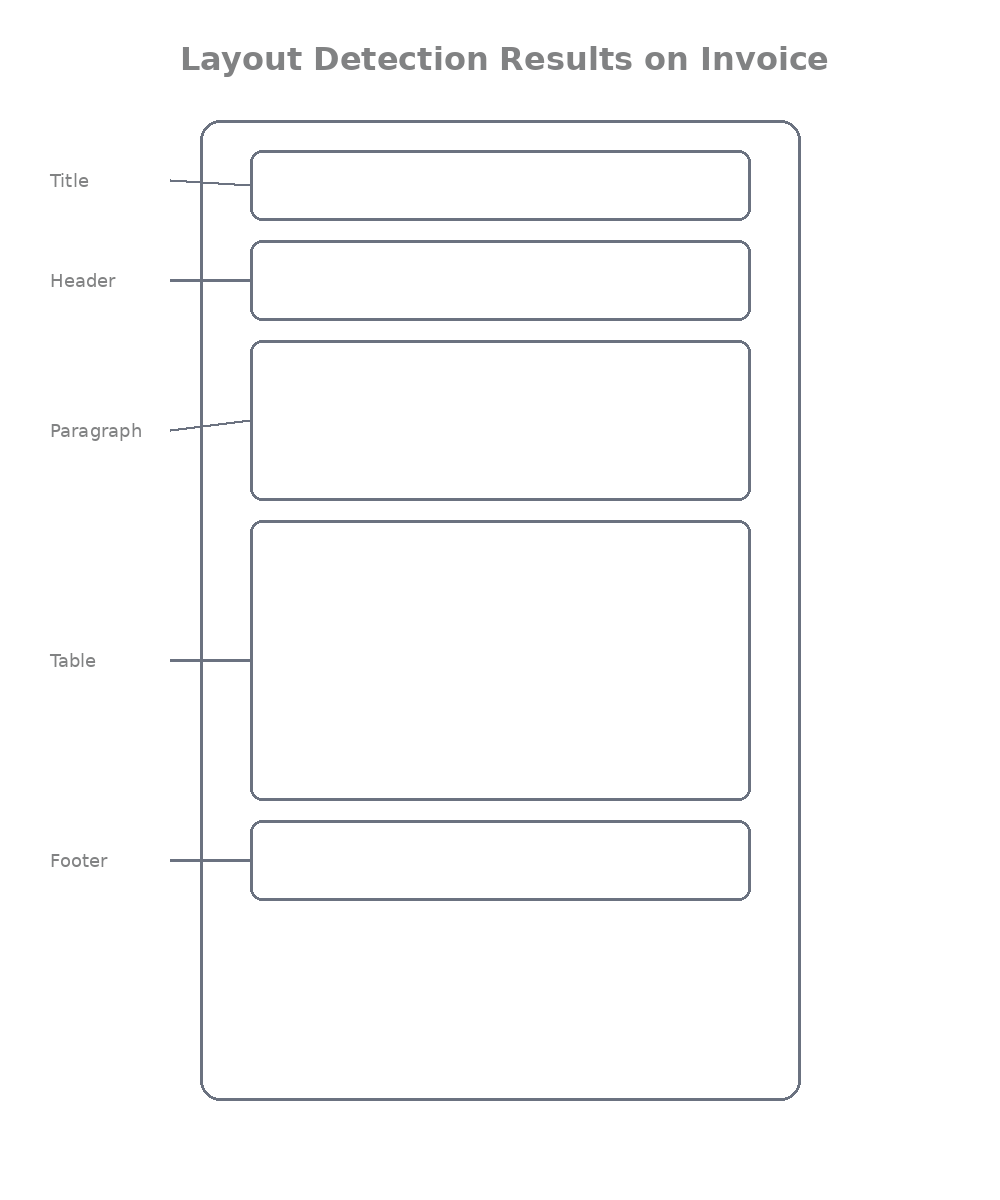 Layout Detection Results on Invoice
Title
Header
Paragraph
Table
Footer